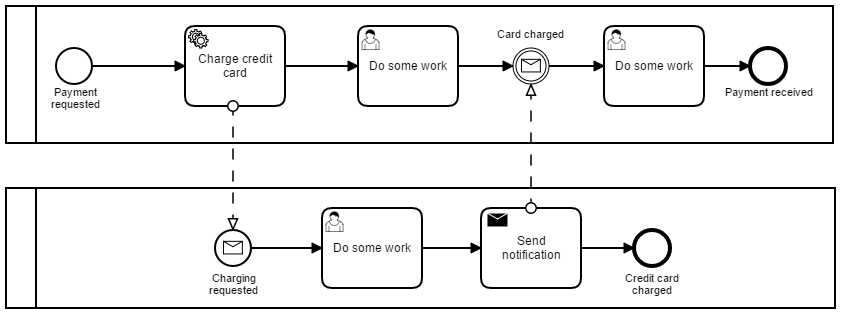 Card charged
Charge credit
card
Do some work
Do some work
Payment
requested
Payment received
Do some work
Send
notification
Charging
requested
Credit card
charged